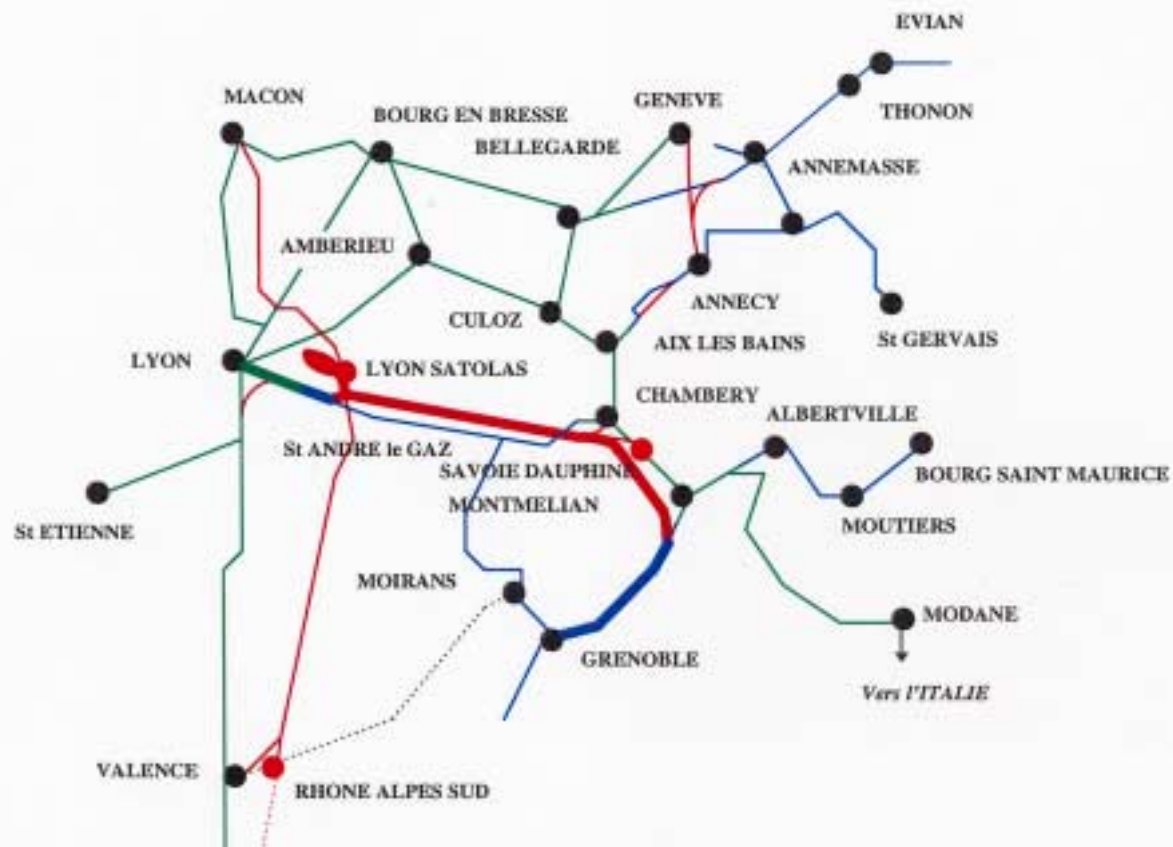 EVIAN
MACON
GENEVE
BOURG EN BRESSE
THONON
BELLEGARDE
ANNEMASSE
AMBERIEU
ANNECY
CULOZ
St GERVAIS
AIX LES BAINS
LYON
LYON SATOLAS
CHAMBERY
ALBERTVILLE
St ANDRE le GAZ
SAVOIE DAUPHINE
BOURG SAINT MAURICE
MONTMELIAN
MOUTIERS
St ETIENNE
MOIRANS
MODANE
GRENOBLE
Vers l'ITALIE
VALENCE
RHONE ALPES SUD